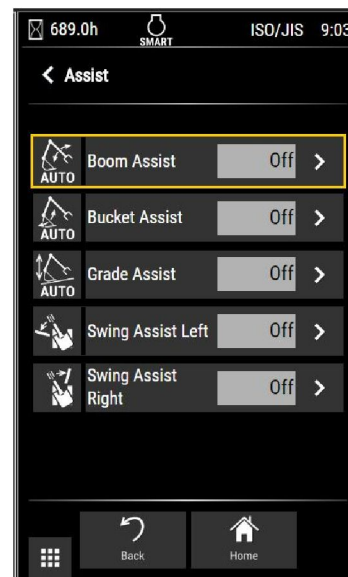 689.0h SMART ISO/JIS 9:03
Assist
AUTO Boom Assist Off
AUTO Bucket Assist Off
AUTO Grade Assist Off
Swing Assist Left Off
Swing Assist
Right Off
Back Home